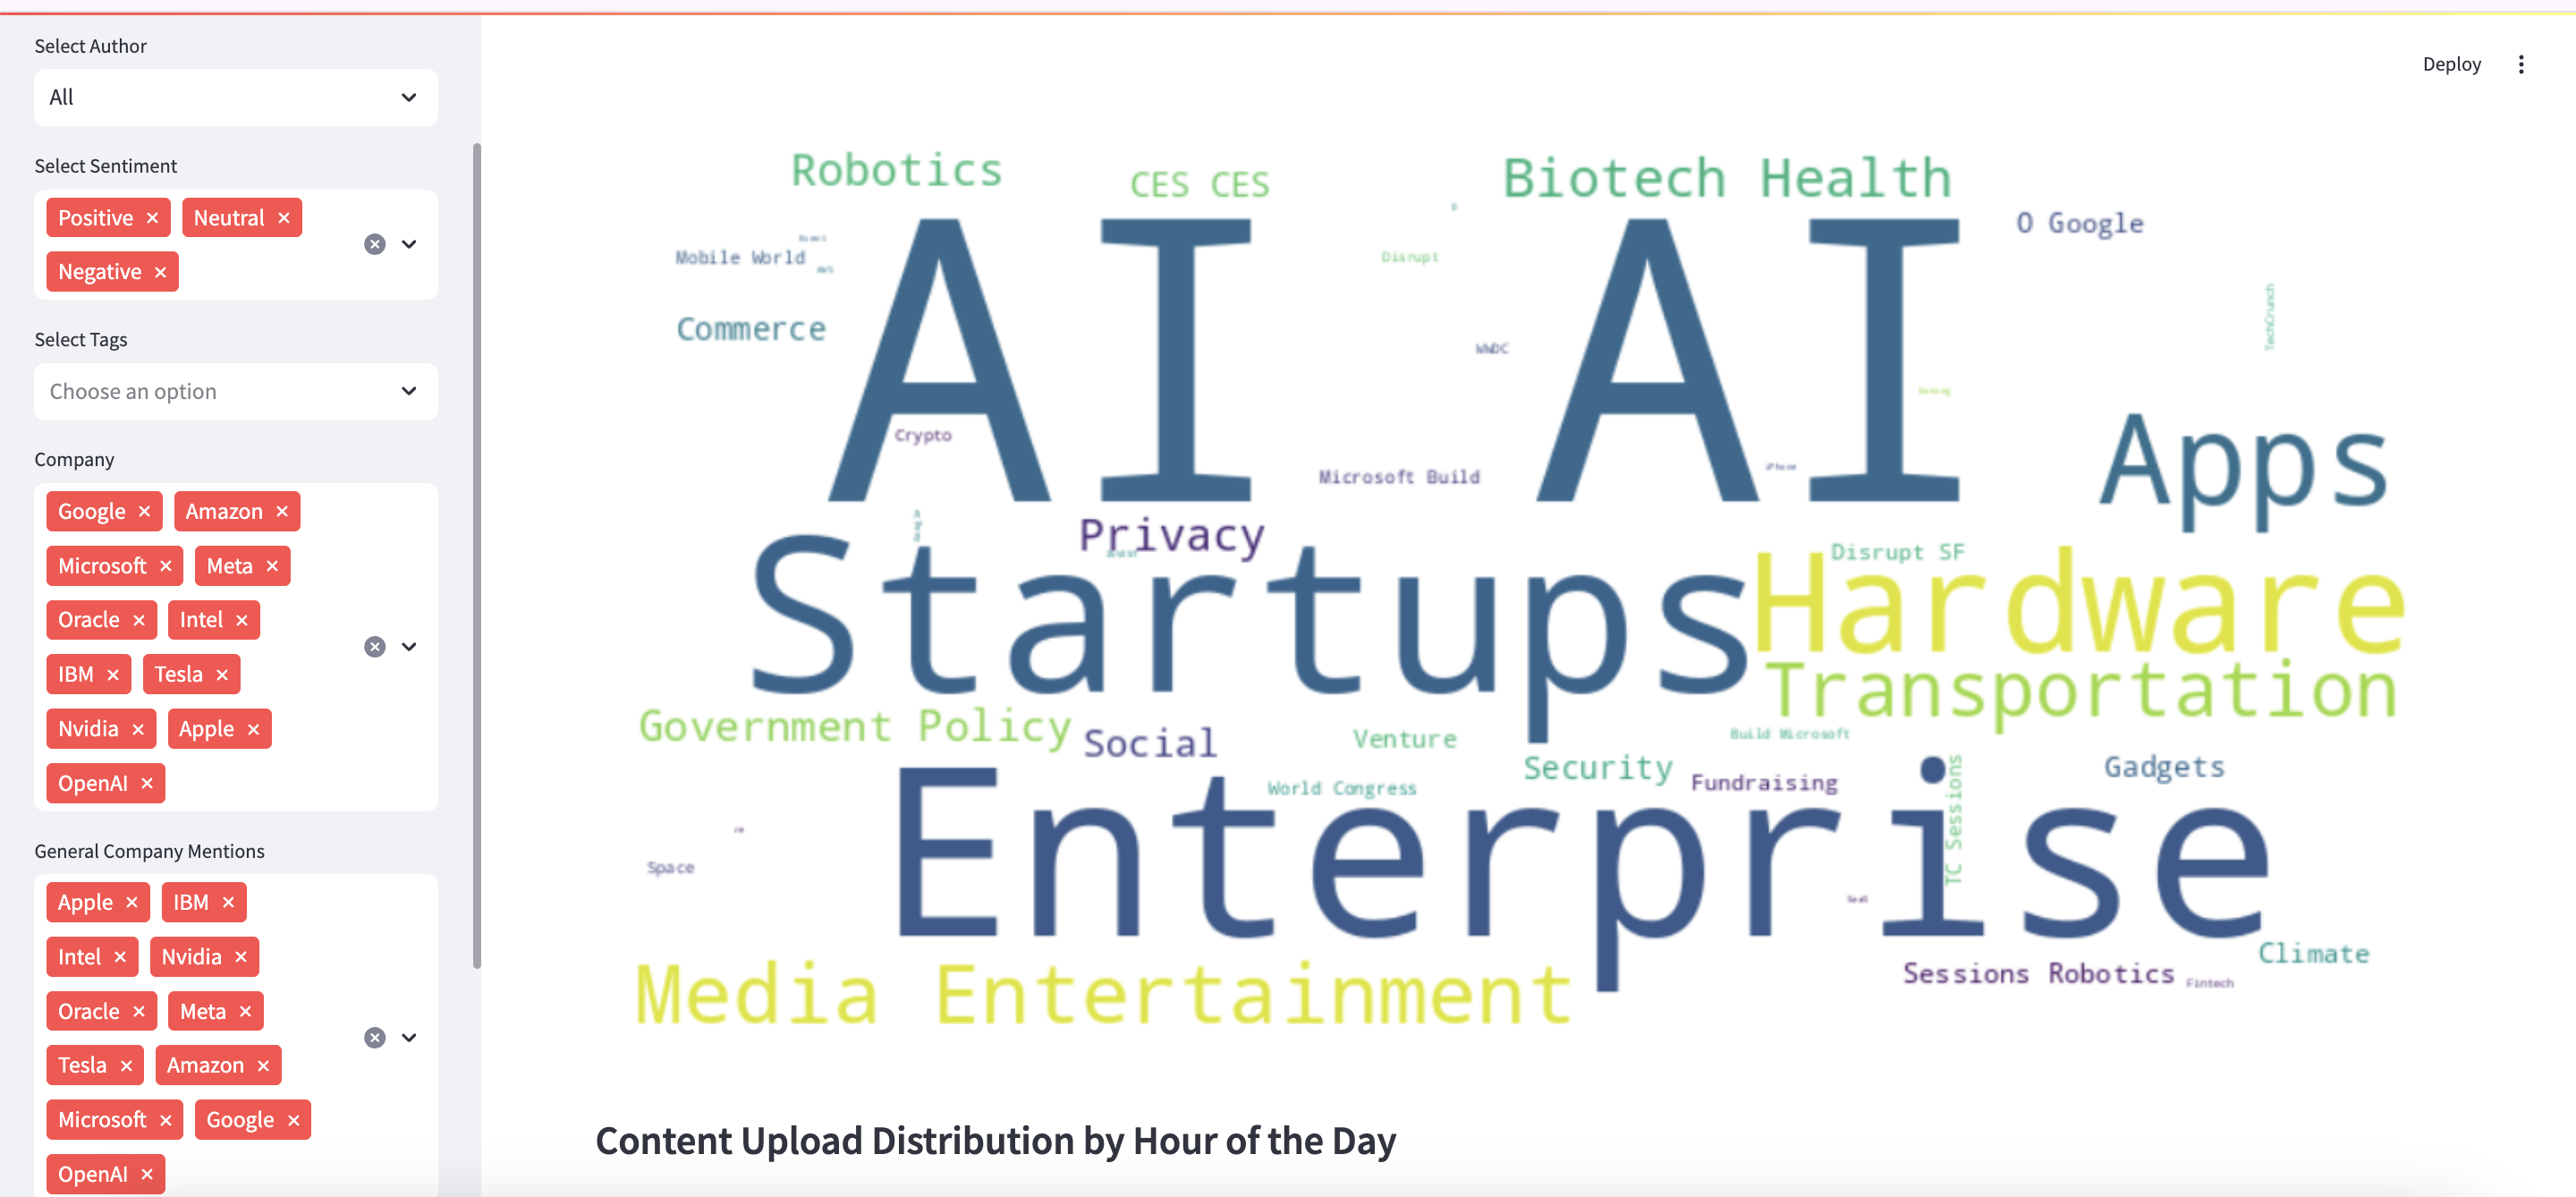 Select Author
All
Select Sentiment
Positive × Neutral ×
Negative ×
Select Tags
Choose an option
Company
Google × Amazon ×
Microsoft × Meta ×
Oracle × Intel ×
IBM × Tesla ×
Nvidia × Apple ×
OpenAI ×
General Company Mentions
Apple × IBM ×
Intel × Nvidia ×
Oracle × Meta ×
Tesla × Amazon ×
Microsoft × Google ×
OpenAI ×
Deploy
Robotics
CES CES
Biotech Health
O Google
Mobile World
Disrupt
Commerce
AI AI
TechCrunch
WWDC
Crypto
Microsoft Build
Apps
Privacy
Startups
Disrupt SF
Hardware
Transportation
Government Policy
Social
Venture
Build Microsoft
Security
Fundraising
Gadgets
World Congress
TC Sessions
Enterprise
Space
SaaS
Climate
Media Entertainment
Sessions Robotics
Fintech
Content Upload Distribution by Hour of the Day